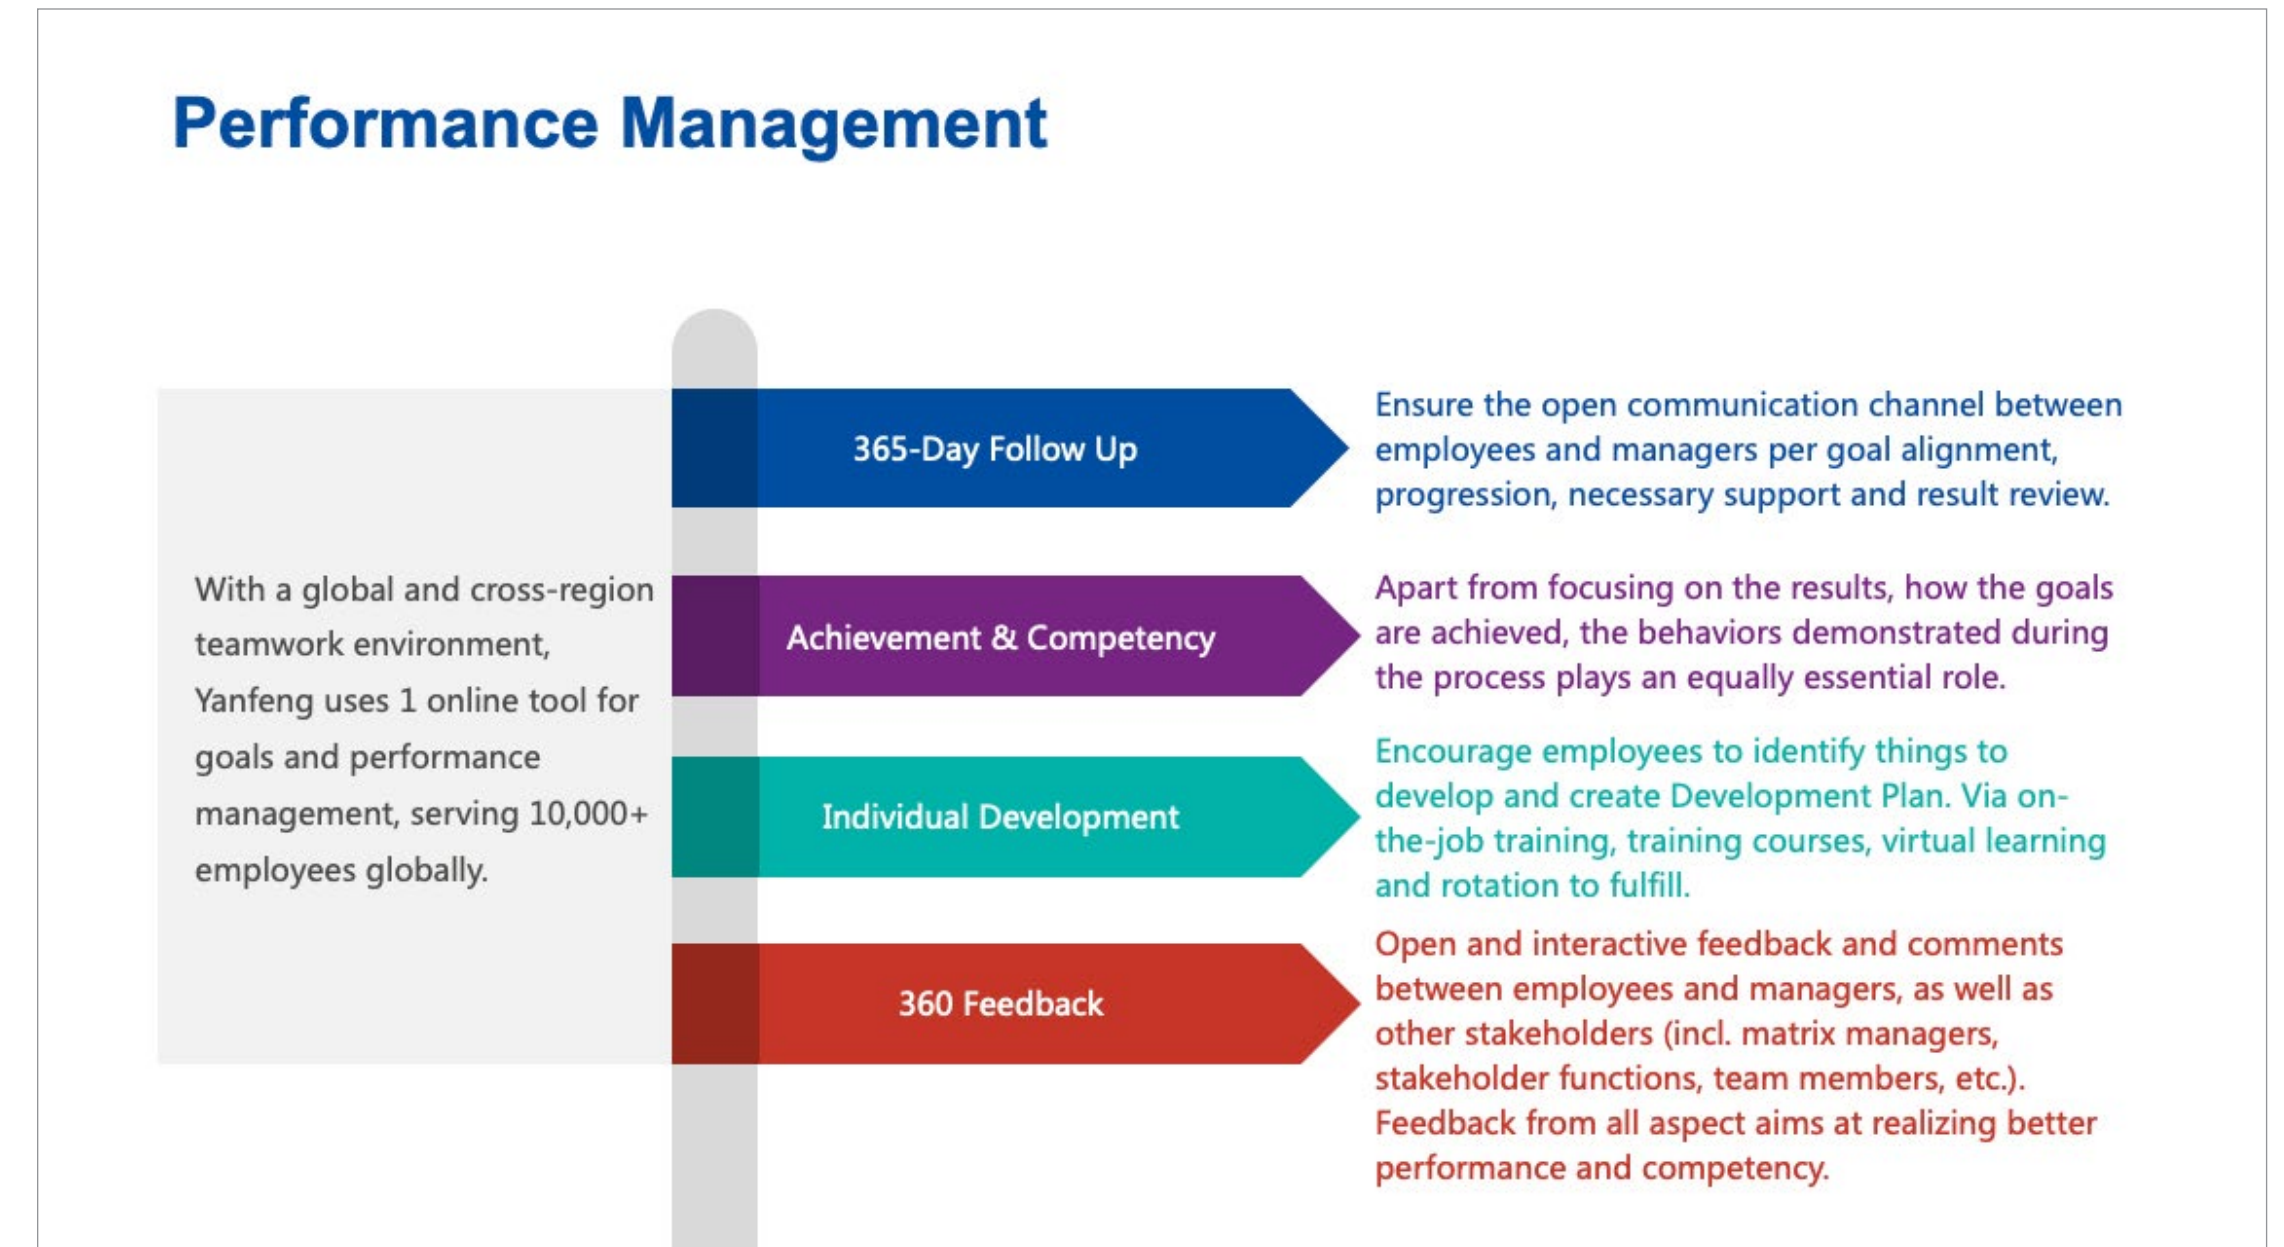 Performance Management
With a global and cross-region
teamwork environment,
Yanfeng uses 1 online tool for
goals and performance
management, serving 10,000+
employees globally.
365-Day Follow Up
Ensure the open communication channel between
employees and managers per goal alignment,
progression, necessary support and result review.
Achievement & Competency
Apart from focusing on the results, how the goals
are achieved, the behaviors demonstrated during
the process plays an equally essential role.
Individual Development
Encourage employees to identify things to
develop and create Development Plan. Via on-
the-job training, training courses, virtual learning
and rotation to fulfill.
360 Feedback
Open and interactive feedback and comments
between employees and managers, as well as
other stakeholders (incl. matrix managers,
stakeholder functions, team members, etc.).
Feedback from all aspect aims at realizing better
performance and competency.